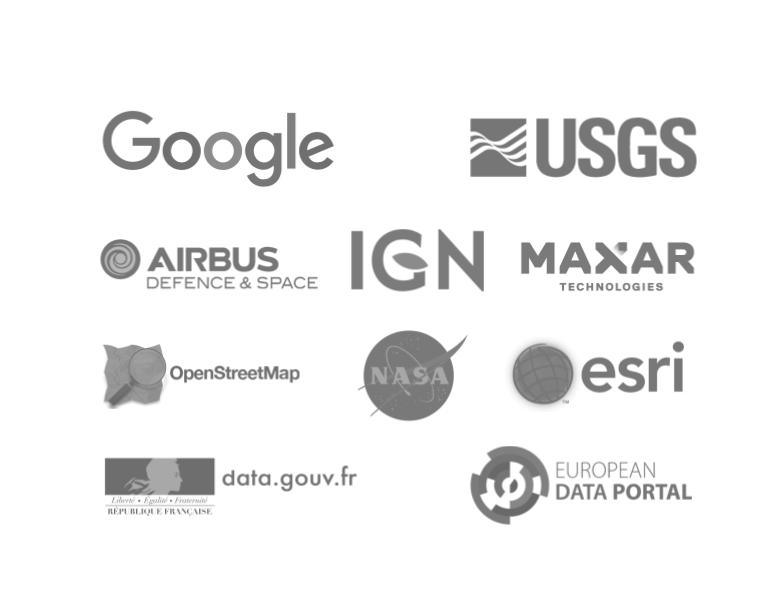 Google
USGS
AIRBUS
DEFENCE & SPACE
IGN
MAXAR
TECHNOLOGIES
OpenStreetMap
NASA
esri
TM
Liberté • Égalité • Fraternité
RÉPUBLIQUE FRANÇAISE
data.gouv.fr
EUROPEAN
DATA PORTAL